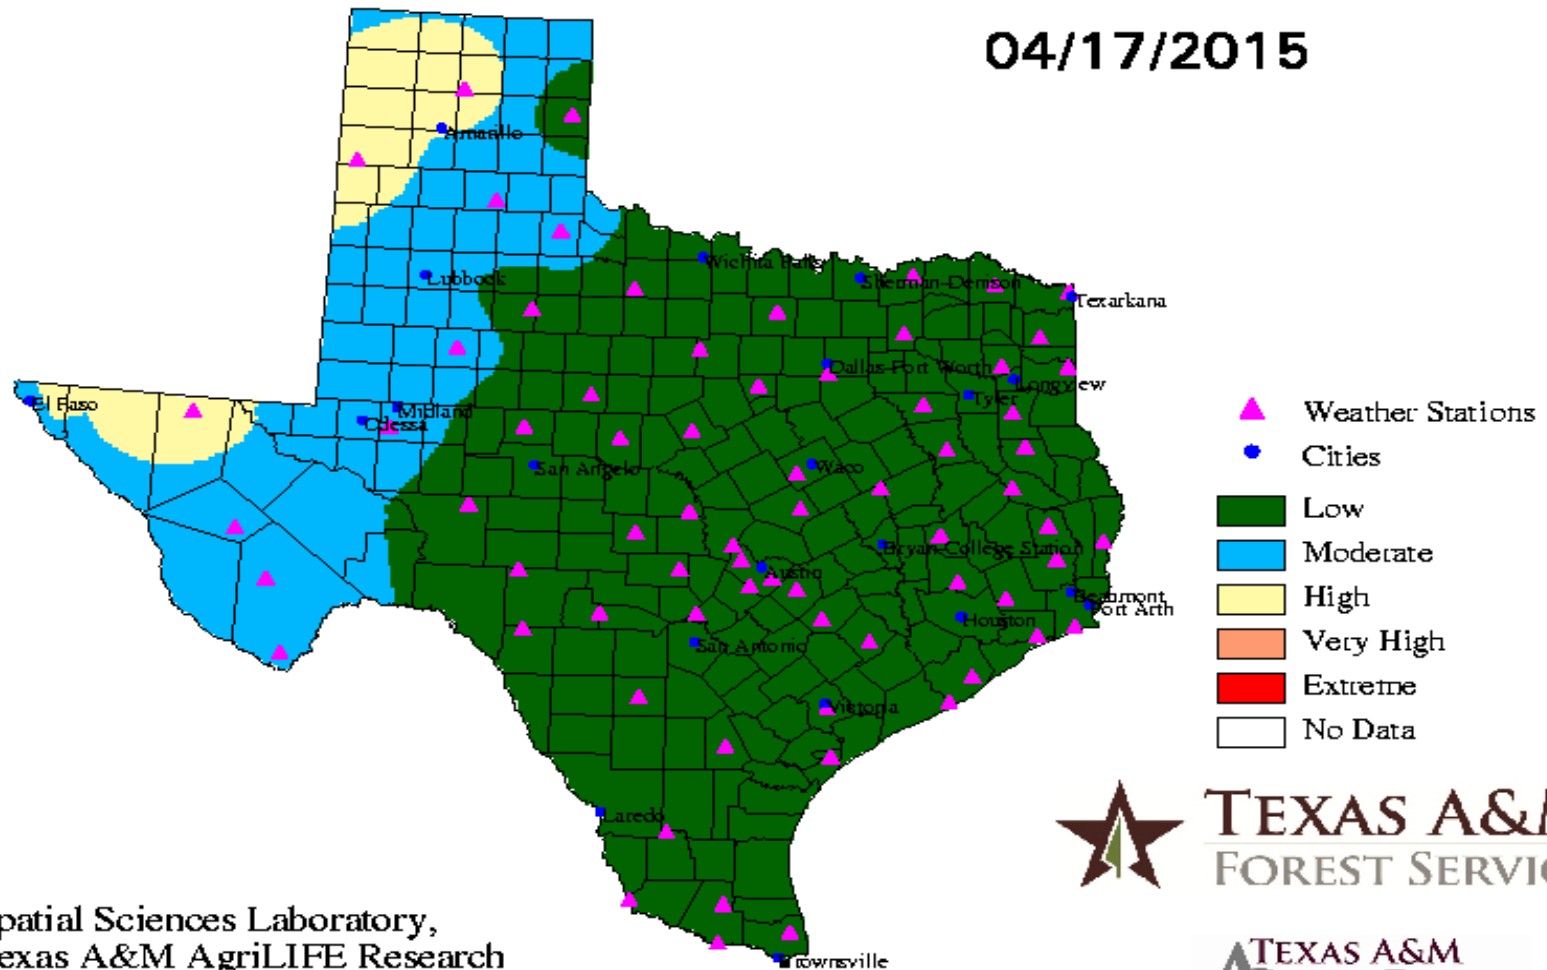 04/17/2015
Amarillo
Wichita Falls
Lubbock
Sherman-Denison
Texarkana
Dallas-Fort Worth
Longview
Tyler
El Paso
Midland
Odessa
San Angelo
Waco
Bryan-College Station
Austin
Beaumont
Port Arth
Houston
San Antonio
Victoria
Laredo
Brownsville
Weather Stations
Cities
Low
Moderate
High
Very High
Extreme
No Data
TEXAS A&M
FOREST SERVIC
patial Sciences Laboratory,
exas A&M AgriLIFE Research
TEXAS A&M